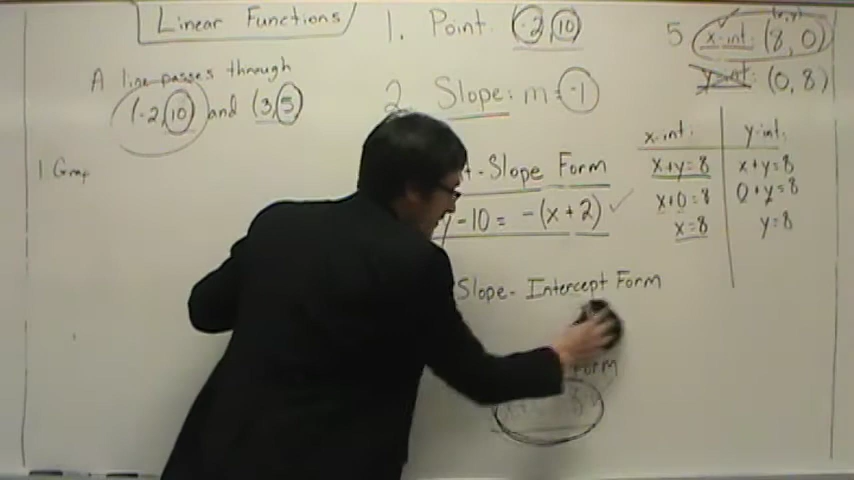 Linear Functions
A line passes through
(-2,10) and (3,5)
1. Point: (-2, 10)
2. Slope: m = -1
-Slope Form
y-10 = -(x+2) ✓
Slope-Intercept Form
Form
1 Grap
5 x-int: (8, 0)
(x,y)
y-int: (0, 8)
x-int:
x+y=8
x+0=8
x=8
y-int:
x+y=8
0+y=8
y=8